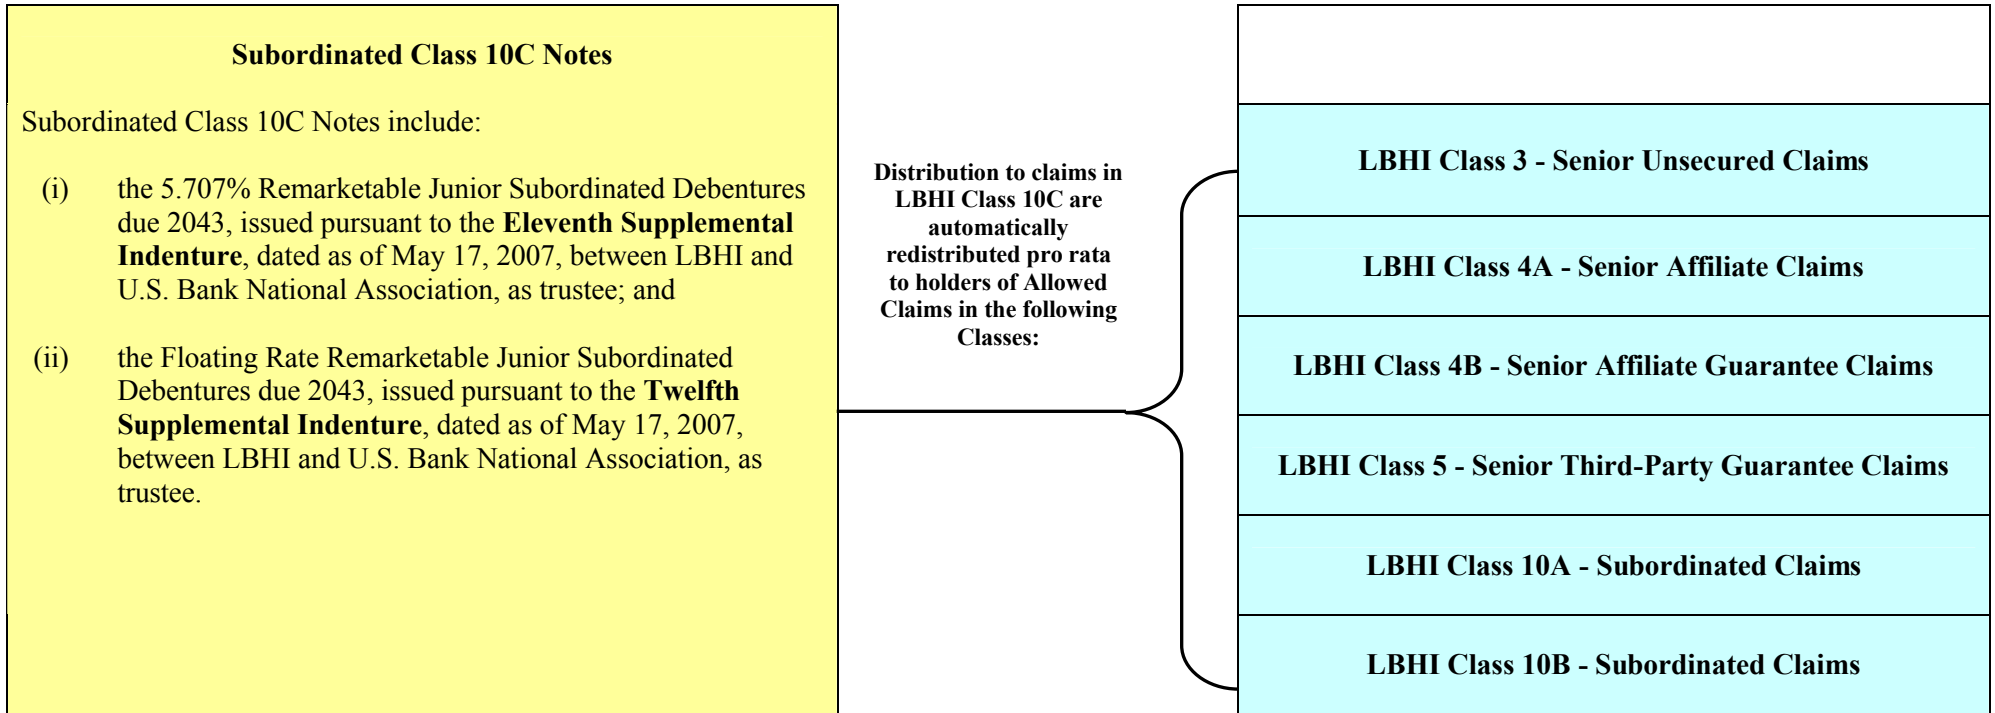 Subordinated Class 10C Notes
Subordinated Class 10C Notes include:
(i) the 5.707% Remarketable Junior Subordinated Debentures
due 2043, issued pursuant to the Eleventh Supplemental
Indenture, dated as of May 17, 2007, between LBHI and
U.S. Bank National Association, as trustee; and
(ii) the Floating Rate Remarketable Junior Subordinated
Debentures due 2043, issued pursuant to the Twelfth
Supplemental Indenture, dated as of May 17, 2007,
between LBHI and U.S. Bank National Association, as
trustee.
Distribution to claims in
LBHI Class 10C are
automatically
redistributed pro rata
to holders of Allowed
Claims in the following
Classes:
LBHI Class 3 - Senior Unsecured Claims
LBHI Class 4A - Senior Affiliate Claims
LBHI Class 4B - Senior Affiliate Guarantee Claims
LBHI Class 5 - Senior Third-Party Guarantee Claims
LBHI Class 10A - Subordinated Claims
LBHI Class 10B - Subordinated Claims